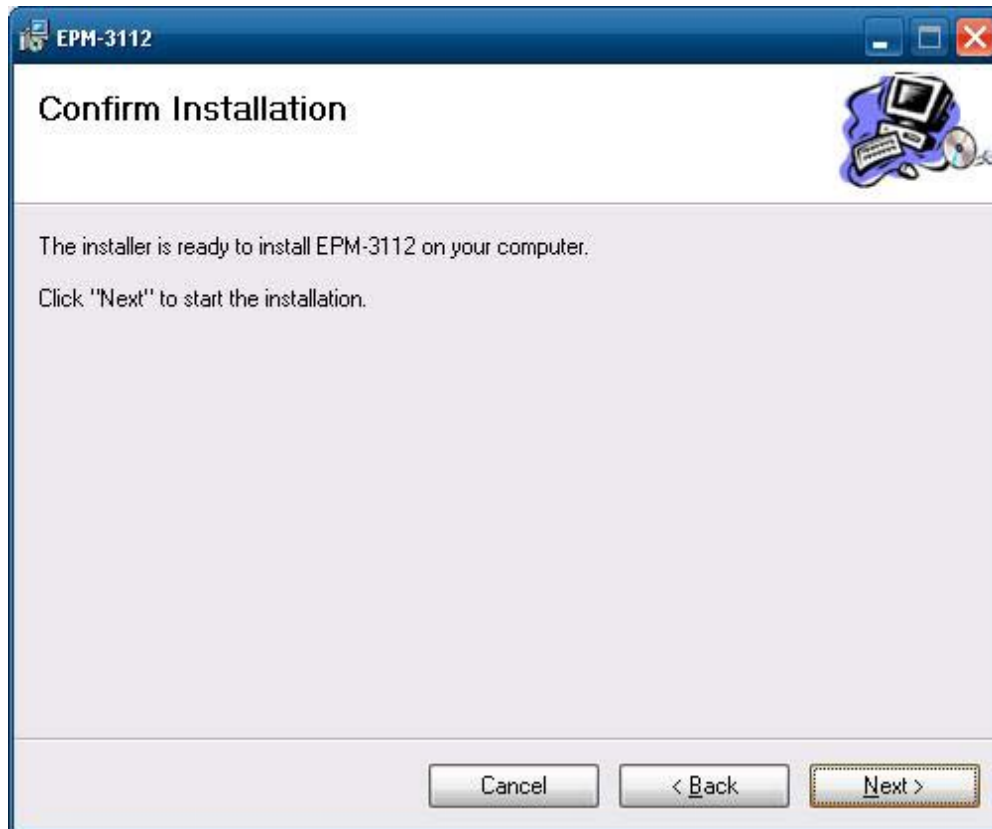 EPM-3112
Confirm Installation
The installer is ready to install EPM-3112 on your computer.
Click "Next" to start the installation.
Cancel
< Back
Next >